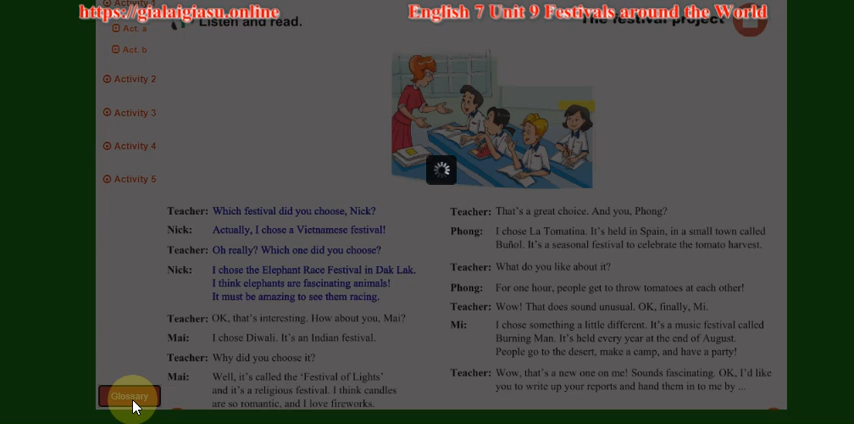 https://gialaigiasu.online
English 7 Unit 9 Festivals around the World
Activity 1
Listen and read.
The festival project
Act. a
Act. b
Activity 2
Activity 3
Activity 4
Activity 5
Teacher: Which festival did you choose, Nick?
Nick: Actually, I chose a Vietnamese festival!
Teacher: Oh really? Which one did you choose?
Nick: I chose the Elephant Race Festival in Dak Lak.
I think elephants are fascinating animals!
It must be amazing to see them racing.
Teacher: OK, that's interesting. How about you, Mai?
Mai: I chose Diwali. It's an Indian festival.
Teacher: Why did you choose it?
Mai: Well, it's called the 'Festival of Lights'
and it's a religious festival. I think candles
are so romantic, and I love fireworks.
Teacher: That's a great choice. And you, Phong?
Phong: I chose La Tomatina. It's held in Spain, in a small town called
Buñol. It's a seasonal festival to celebrate the tomato harvest.
Teacher: What do you like about it?
Phong: For one hour, people get to throw tomatoes at each other!
Teacher: Wow! That does sound unusual. OK, finally, Mi.
Mi: I chose something a little different. It's a music festival called
Burning Man. It's held every year at the end of August.
People go to the desert, make a camp, and have a party!
Teacher: Wow, that's a new one on me! Sounds fascinating. OK, I'd like
you to write up your reports and hand them in to me by ...
Glossary